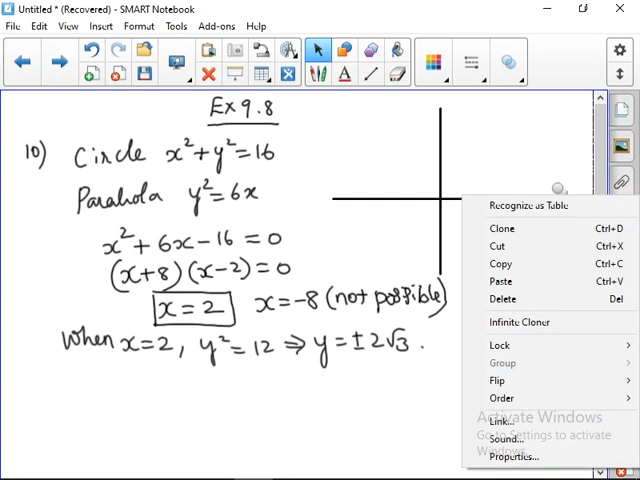 Untitled * (Recovered) - SMART Notebook
File Edit View Insert Format Tools Add-ons Help
Ex 9.8
10) Circle x²+y²=16
Parabola y²=6x
x²+6x-16=0
(x+8)(x-2)=0
x=2 x=-8 (not possible)
When x=2, y²=12 ⇒ y=±2√3.
Recognize as Table
Clone Ctrl+D
Cut Ctrl+X
Copy Ctrl+C
Paste Ctrl+V
Delete Del
Infinite Cloner
Lock
Group
Flip
Order
Link...
Sound...
Properties...
Activate Windows
Go to Settings to activate
Windows.